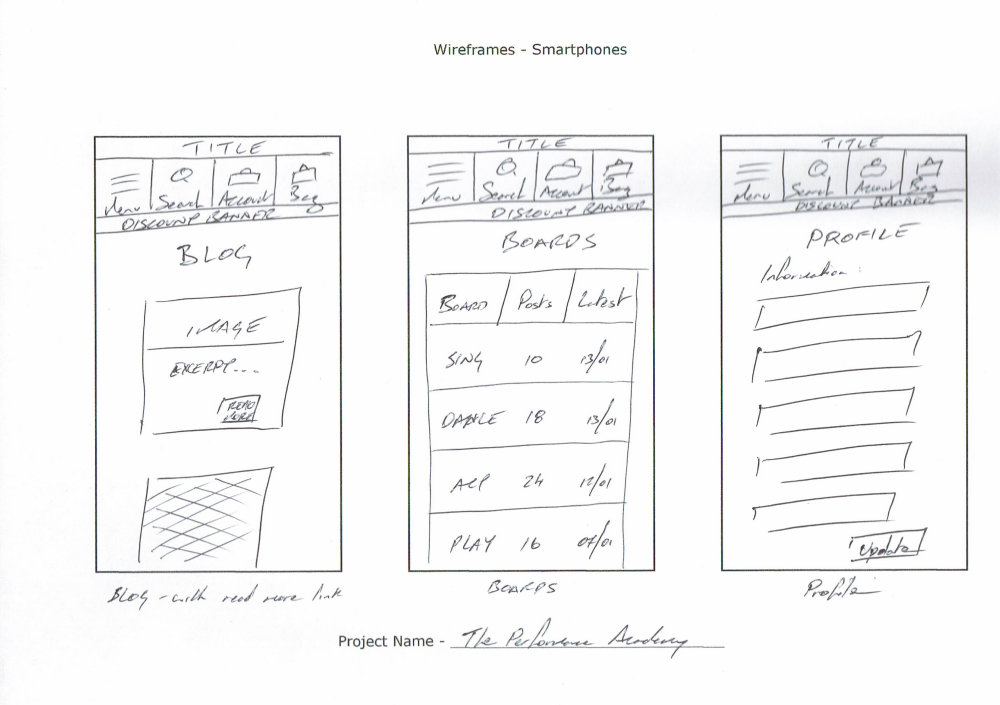 Wireframes - Smartphones
TITLE
Menu Search Account Bag
DISCOUNT BANNER
BLOG
IMAGE
EXCERPT...
READ
MORE
BLOG - with read more link
TITLE
Menu Search Account Bag
DISCOUNT BANNER
BOARDS
BOARD Posts Latest
SING 10 13/01
DANCE 18 13/01
ACT 24 12/01
PLAY 16 07/01
BOARDS
TITLE
Menu Search Account Bag
DISCOUNT BANNER
PROFILE
Information:
Update
Profile
Project Name - The Performance Academy